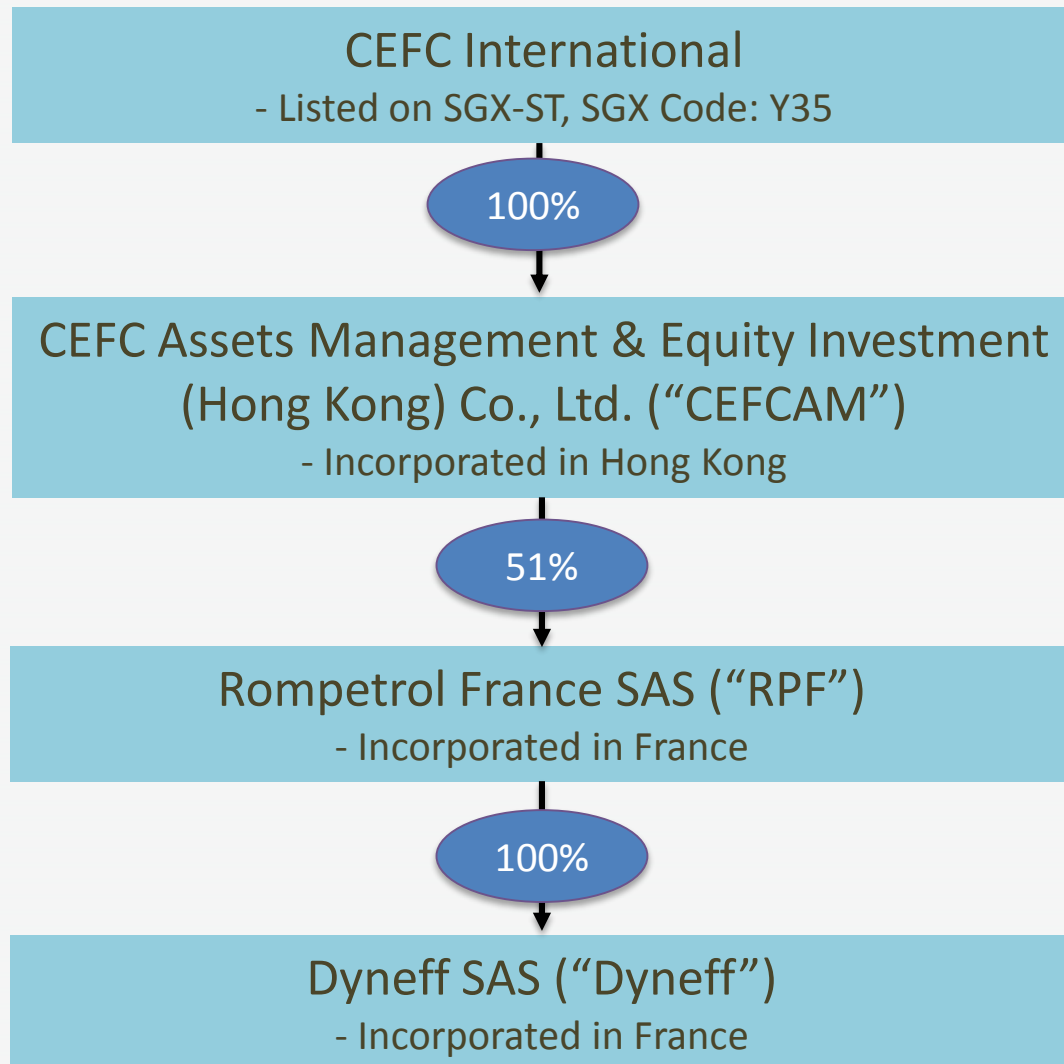 CEFC International
- Listed on SGX-ST, SGX Code: Y35
100%
CEFC Assets Management & Equity Investment
(Hong Kong) Co., Ltd. (“CEFCAM”)
- Incorporated in Hong Kong
51%
Rompetrol France SAS (“RPF”)
- Incorporated in France
100%
Dyneff SAS (“Dyneff”)
- Incorporated in France